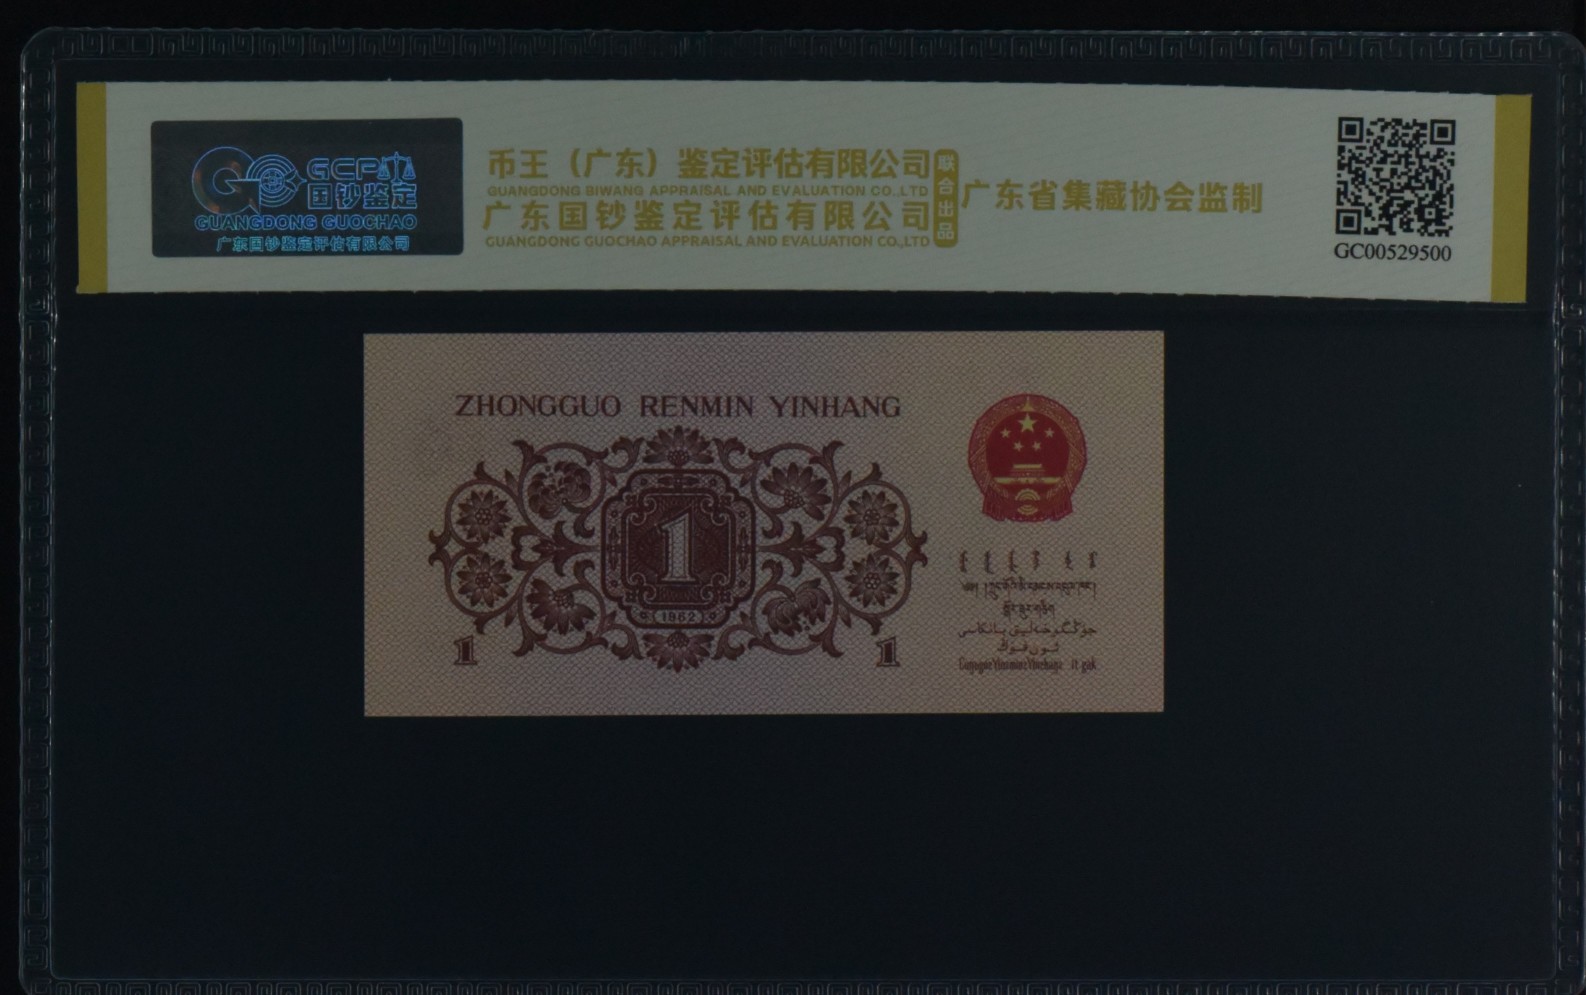 GCP
国钞鉴定
GUANGDONG GUOCHAO
广东国钞鉴定评估有限公司
币王（广东）鉴定评估有限公司
GUANGDONG BIWANG APPRAISAL AND EVALUATION CO.,LTD
广东国钞鉴定评估有限公司
GUANGDONG GUOCHAO APPRAISAL AND EVALUATION CO.,LTD
联合出品
广东省集藏协会监制
GC00529500
ZHONGGUO RENMIN YINHANG
1
1962
1
1